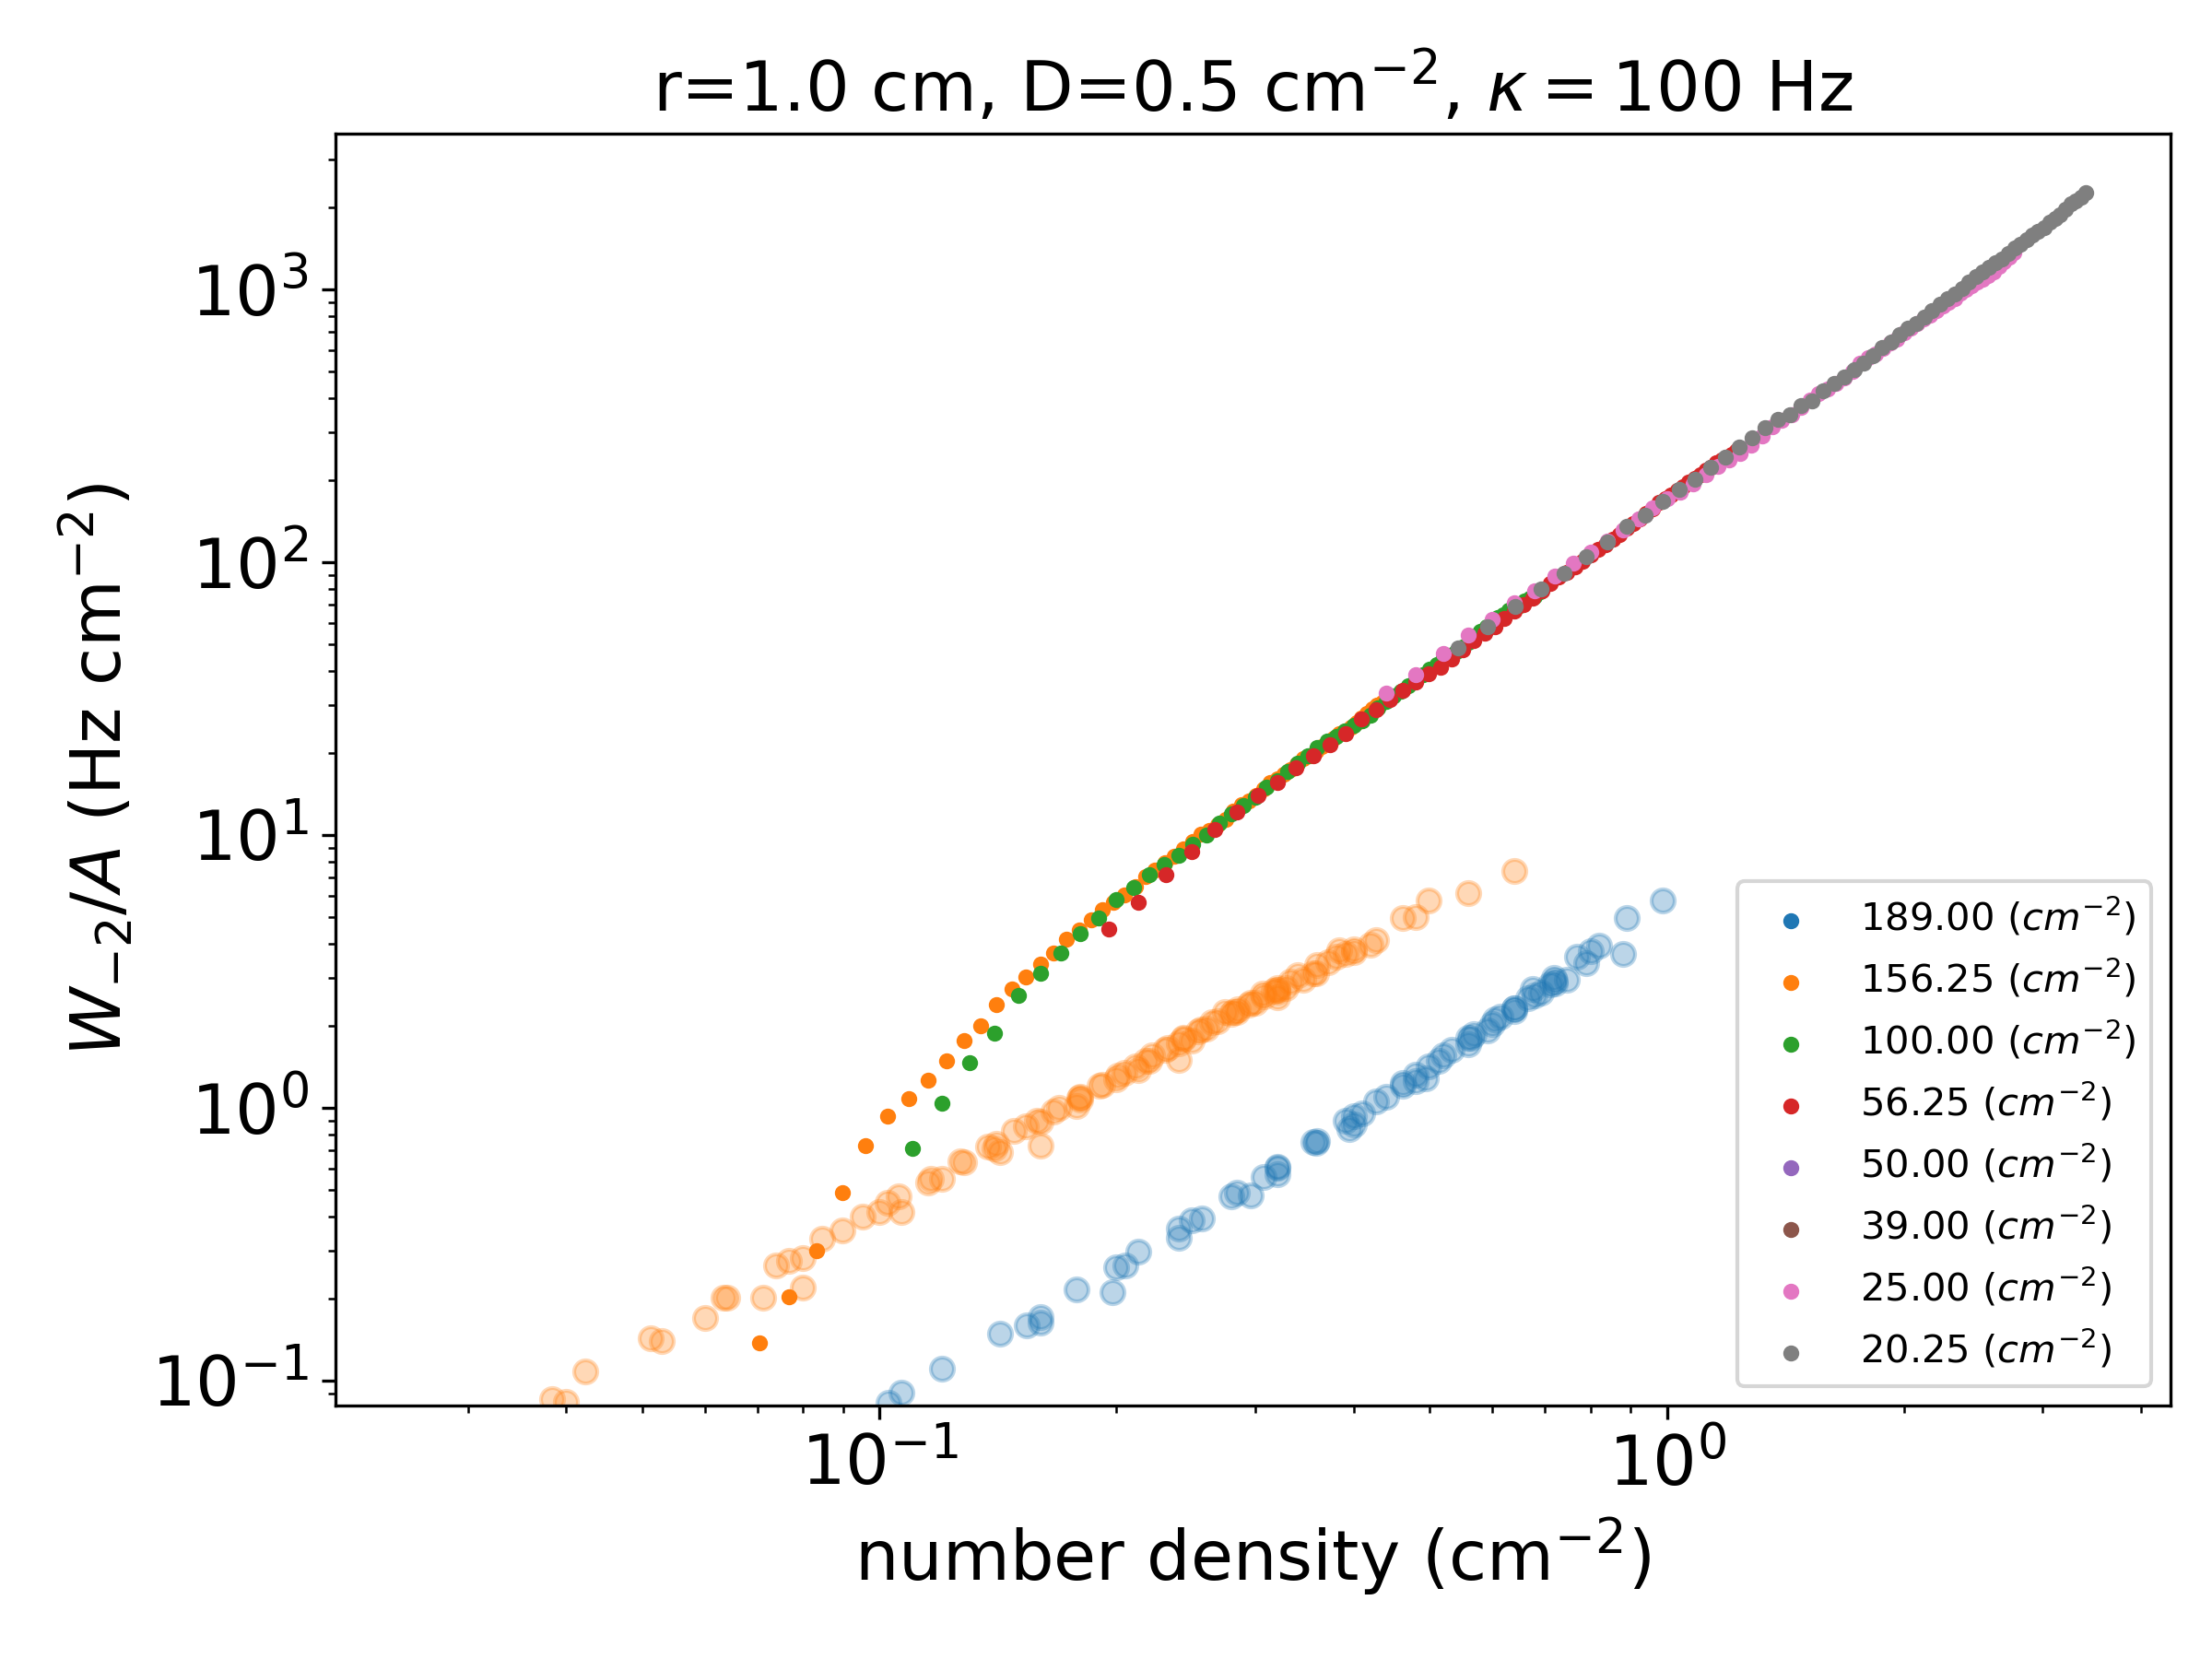 r=1.0 cm, D=0.5 cm⁻², κ = 100 Hz
W₋₂/A (Hz cm⁻²)
10³
10²
10¹
10⁰
10⁻¹
189.00 (cm⁻²)
156.25 (cm⁻²)
100.00 (cm⁻²)
56.25 (cm⁻²)
50.00 (cm⁻²)
39.00 (cm⁻²)
25.00 (cm⁻²)
20.25 (cm⁻²)
10⁻¹ 10⁰
number density (cm⁻²)